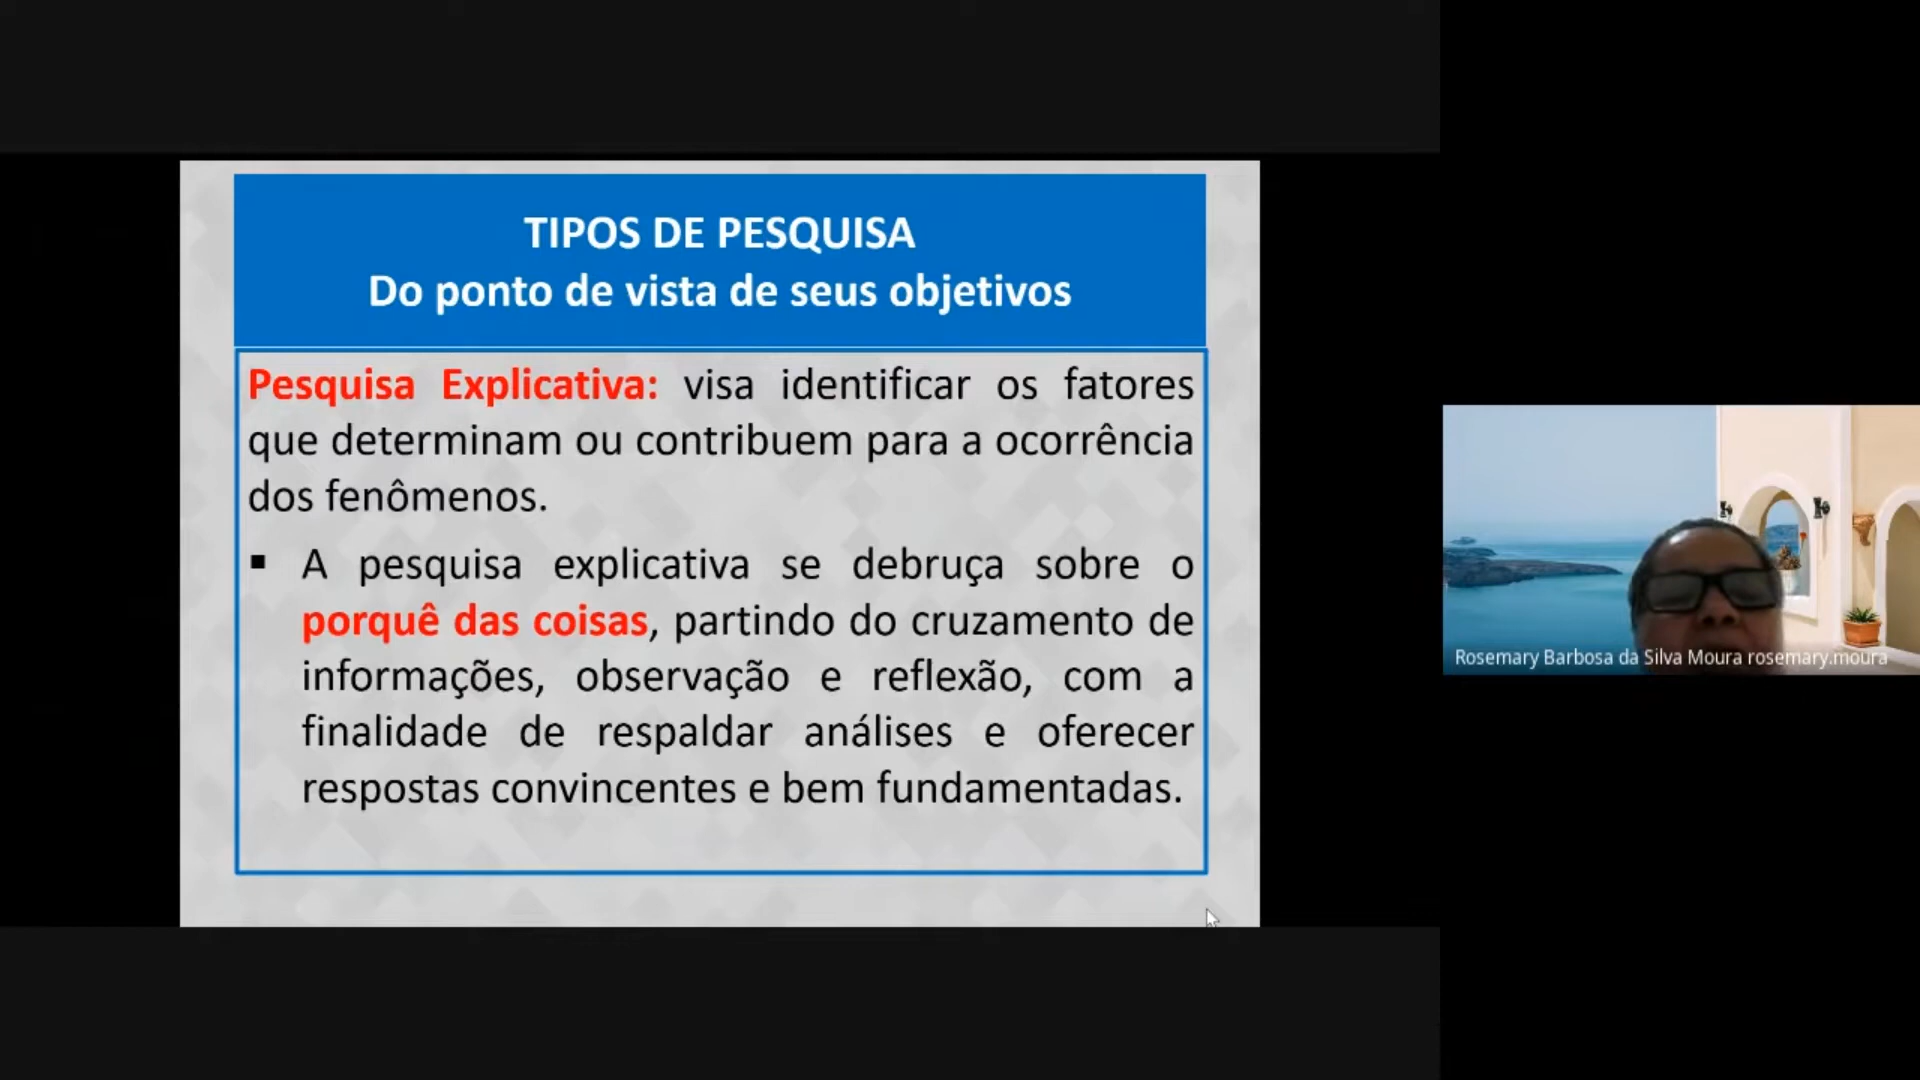 TIPOS DE PESQUISA
Do ponto de vista de seus objetivos
Pesquisa Explicativa: visa identificar os fatores
que determinam ou contribuem para a ocorrência
dos fenômenos.
▪ A pesquisa explicativa se debruça sobre o
porquê das coisas, partindo do cruzamento de
informações, observação e reflexão, com a
finalidade de respaldar análises e oferecer
respostas convincentes e bem fundamentadas.
Rosemary Barbosa da Silva Moura rosemary.moura